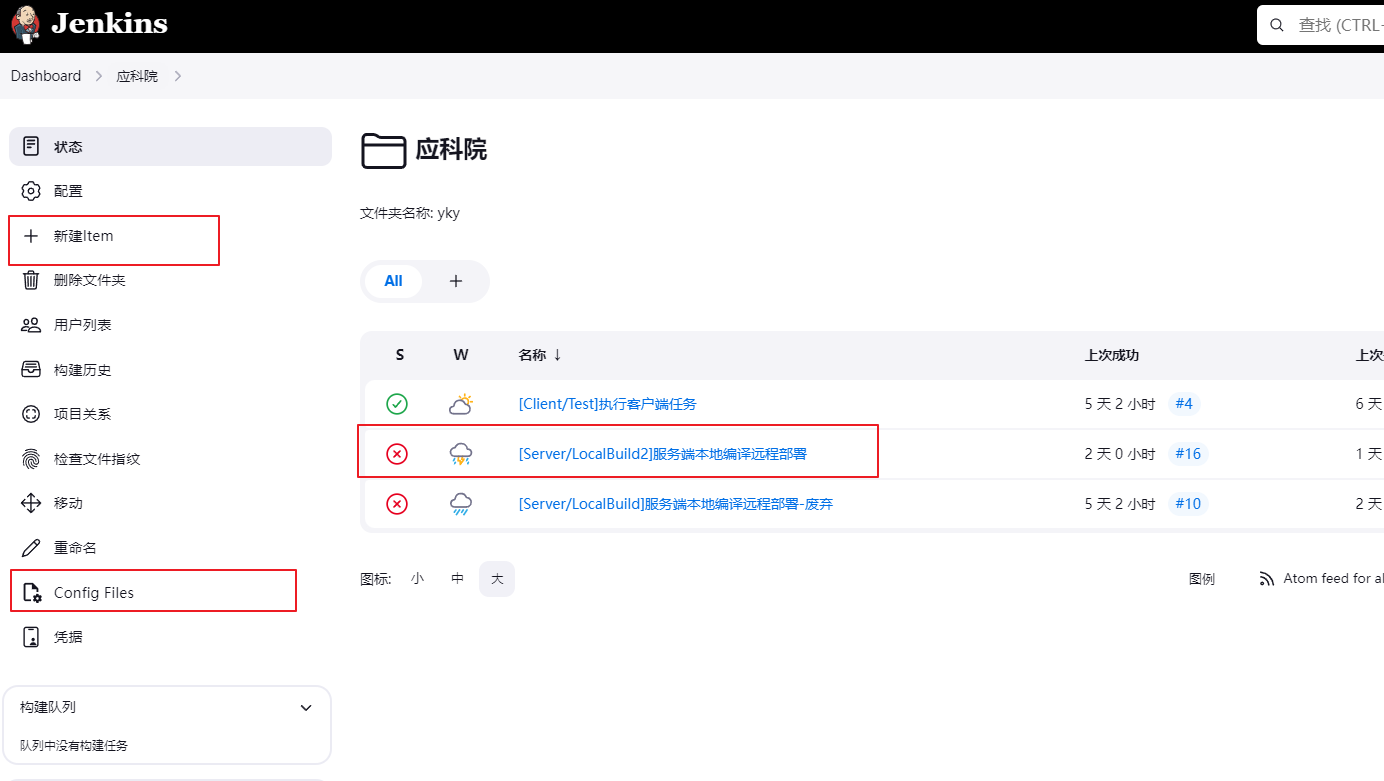 Jenkins
查找 (CTRL+
Dashboard 应科院
状态
配置
新建Item
删除文件夹
用户列表
构建历史
项目关系
检查文件指纹
移动
重命名
Config Files
凭据
构建队列
队列中没有构建任务
应科院
文件夹名称: yky
All
S W 名称 ↓ 上次成功 上次
[Client/Test]执行客户端任务 5 天 2 小时 #4 6 天
[Server/LocalBuild2]服务端本地编译远程部署 2 天 0 小时 #16 1 天
[Server/LocalBuild]服务端本地编译远程部署-废弃 5 天 2 小时 #10 2 天
图标: 小 中 大
图例 Atom feed for al